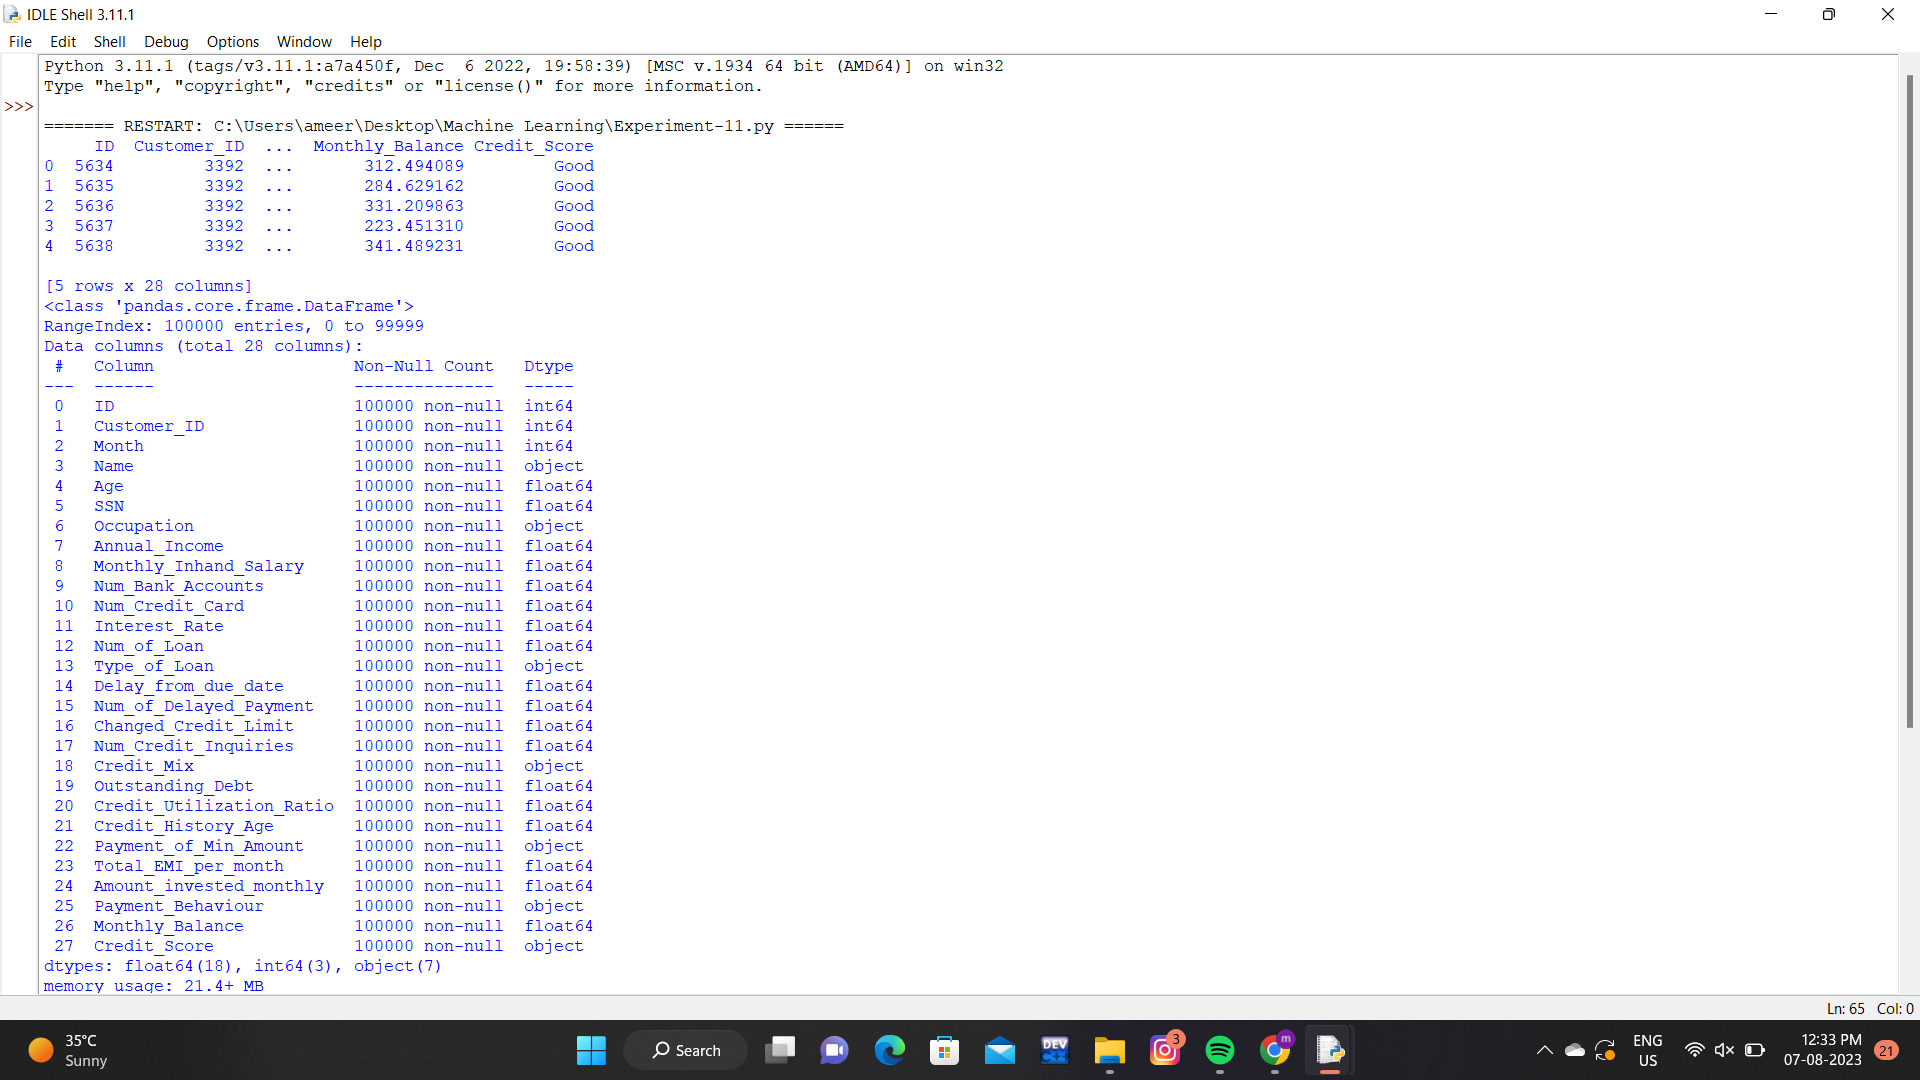 IDLE Shell 3.11.1
File Edit Shell Debug Options Window Help
Python 3.11.1 (tags/v3.11.1:a7a450f, Dec  6 2022, 19:58:39) [MSC v.1934 64 bit (AMD64)] on win32
Type "help", "copyright", "credits" or "license()" for more information.
>>>
======= RESTART: C:\Users\ameer\Desktop\Machine Learning\Experiment-11.py ======
     ID  Customer_ID  ...  Monthly_Balance Credit_Score
0  5634         3392  ...       312.494089         Good
1  5635         3392  ...       284.629162         Good
2  5636         3392  ...       331.209863         Good
3  5637         3392  ...       223.451310         Good
4  5638         3392  ...       341.489231         Good
[5 rows x 28 columns]
<class 'pandas.core.frame.DataFrame'>
RangeIndex: 100000 entries, 0 to 99999
Data columns (total 28 columns):
 #   Column                    Non-Null Count   Dtype
---  ------                    --------------   -----
 0   ID                        100000 non-null  int64
 1   Customer_ID               100000 non-null  int64
 2   Month                     100000 non-null  int64
 3   Name                      100000 non-null  object
 4   Age                       100000 non-null  float64
 5   SSN                       100000 non-null  float64
 6   Occupation                100000 non-null  object
 7   Annual_Income             100000 non-null  float64
 8   Monthly_Inhand_Salary     100000 non-null  float64
 9   Num_Bank_Accounts         100000 non-null  float64
 10  Num_Credit_Card           100000 non-null  float64
 11  Interest_Rate             100000 non-null  float64
 12  Num_of_Loan               100000 non-null  float64
 13  Type_of_Loan              100000 non-null  object
 14  Delay_from_due_date       100000 non-null  float64
 15  Num_of_Delayed_Payment    100000 non-null  float64
 16  Changed_Credit_Limit      100000 non-null  float64
 17  Num_Credit_Inquiries      100000 non-null  float64
 18  Credit_Mix                100000 non-null  object
 19  Outstanding_Debt          100000 non-null  float64
 20  Credit_Utilization_Ratio  100000 non-null  float64
 21  Credit_History_Age        100000 non-null  float64
 22  Payment_of_Min_Amount     100000 non-null  object
 23  Total_EMI_per_month       100000 non-null  float64
 24  Amount_invested_monthly   100000 non-null  float64
 25  Payment_Behaviour         100000 non-null  object
 26  Monthly_Balance           100000 non-null  float64
 27  Credit_Score              100000 non-null  object
dtypes: float64(18), int64(3), object(7)
memory usage: 21.4+ MB
Ln: 65 Col: 0
35°C
Sunny
Search
DEV
C++
3
m
ENG
US
12:33 PM
07-08-2023
21